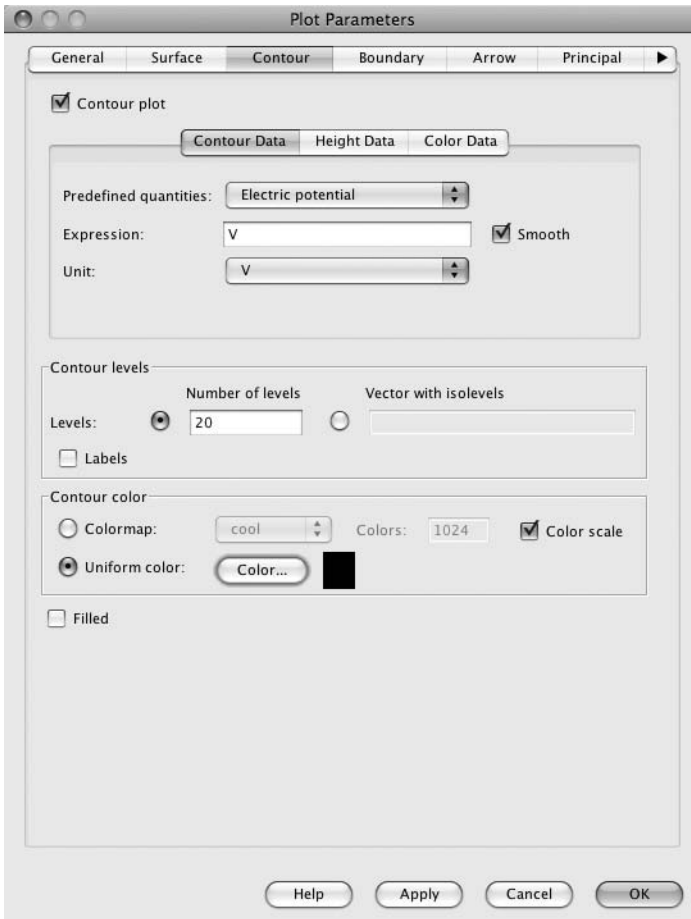 Plot Parameters
General Surface Contour Boundary Arrow Principal
Contour plot
Contour Data Height Data Color Data
Predefined quantities: Electric potential
Expression: V Smooth
Unit: V
Contour levels
Number of levels Vector with isolevels
Levels: 20
Labels
Contour color
Colormap: cool Colors: 1024 Color scale
Uniform color: Color...
Filled
Help Apply Cancel OK